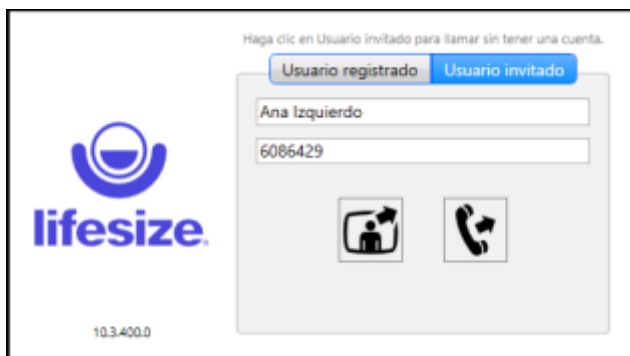 Haga clic en Usuario invitado para llamar sin tener una cuenta.
Usuario registrado Usuario invitado
Ana Izquierdo
6086429
lifesize®
10.3.400.0